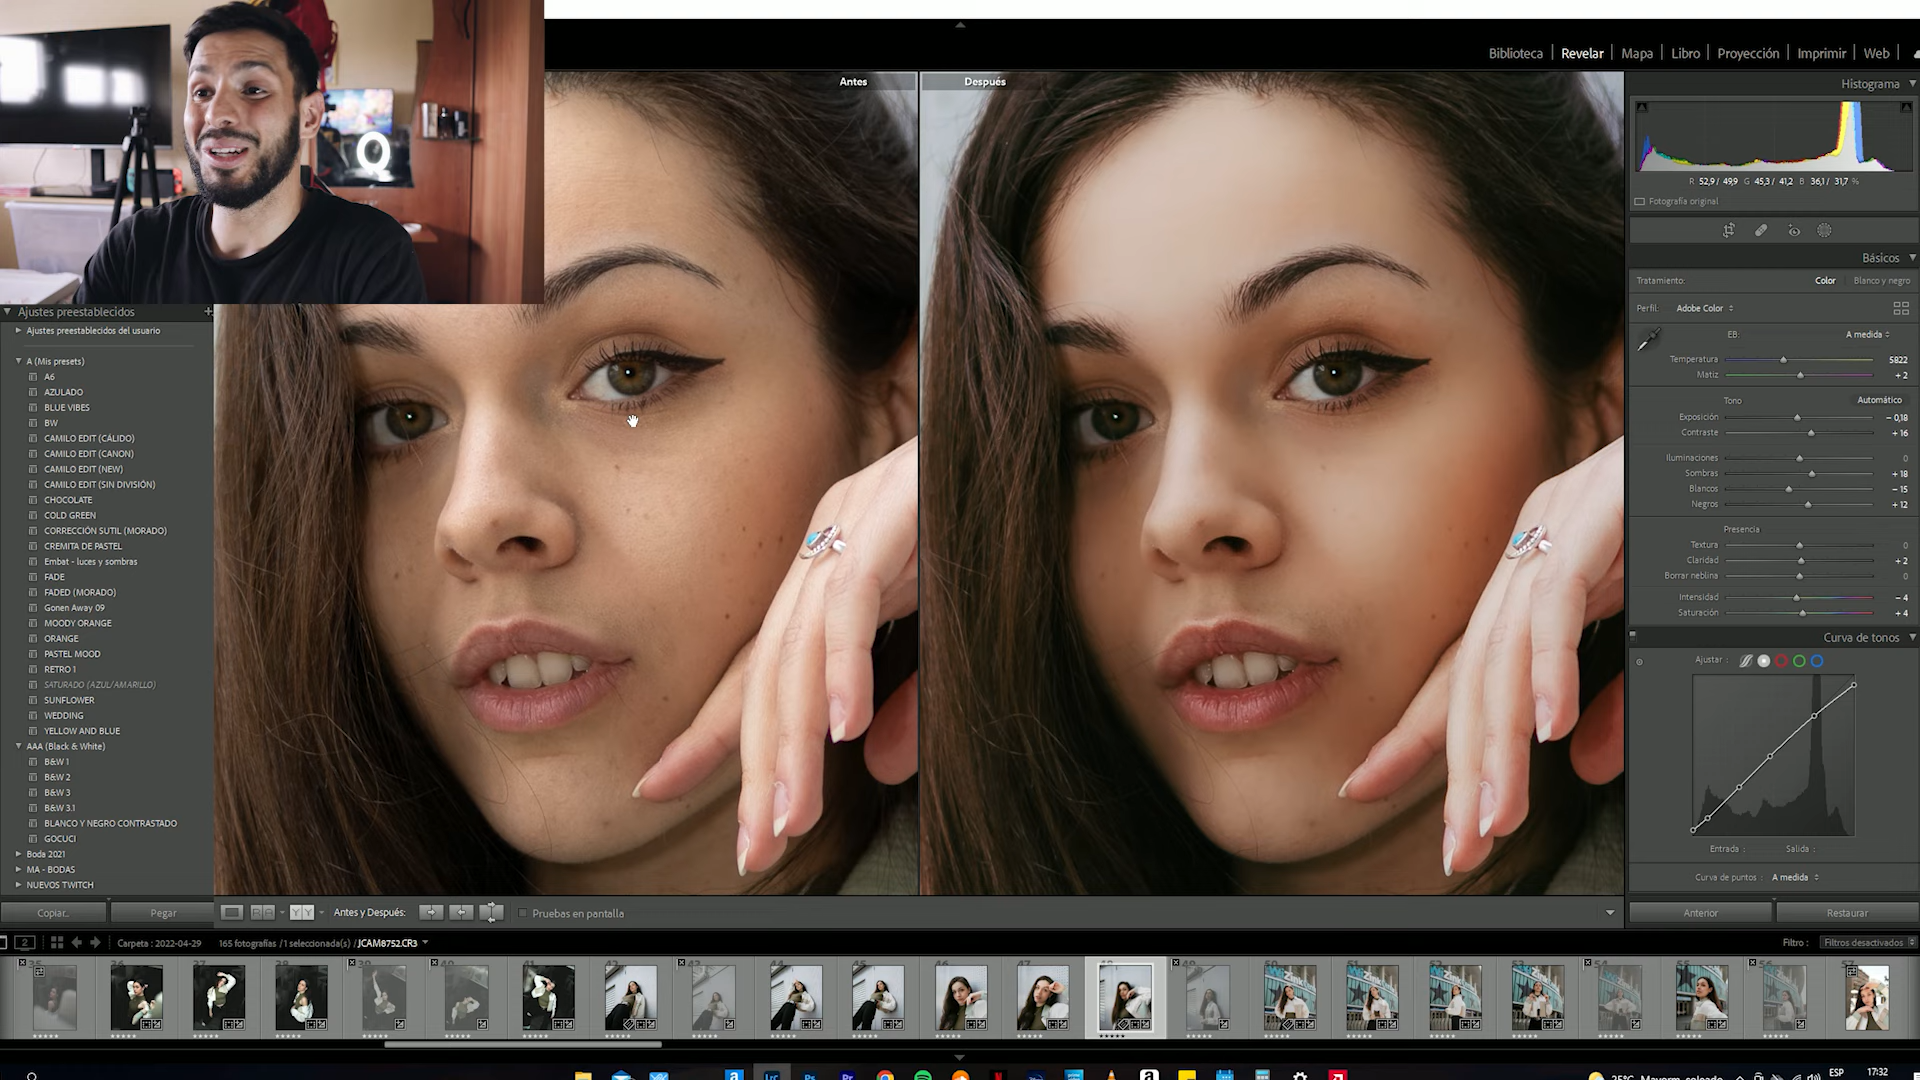 Biblioteca | Revelar | Mapa | Libro | Proyección | Imprimir | Web |
Antes
Después
Histograma
R 52,9 / 49,9 G 45,3 / 41,2 B 36,1 / 31,7 %
Fotografía original
Básicos
Tratamiento: Color Blanco y negro
Perfil: Adobe Color
EB: A medida
Temperatura 5822
Matiz + 2
Tono Automático
Exposición − 0,18
Contraste + 16
Iluminaciones 0
Sombras + 18
Blancos − 15
Negros + 12
Presencia
Textura 0
Claridad + 2
Borrar neblina 0
Intensidad − 4
Saturación + 4
Curva de tonos
Ajustar :
Entrada : Salida :
Curva de puntos : A medida
Anterior Restaurar
Ajustes preestablecidos +
Ajustes preestablecidos del usuario
A (Mis presets)
A6
AZULADO
BLUE VIBES
BW
CAMILO EDIT (CÁLIDO)
CAMILO EDIT (CANON)
CAMILO EDIT (NEW)
CAMILO EDIT (SIN DIVISIÓN)
CHOCOLATE
COLD GREEN
CORRECCIÓN SUTIL (MORADO)
CREMITA DE PASTEL
Embat - luces y sombras
FADE
FADED (MORADO)
Gonen Away 09
MOODY ORANGE
ORANGE
PASTEL MOOD
RETRO 1
SATURADO (AZUL/AMARILLO)
SUNFLOWER
WEDDING
YELLOW AND BLUE
AAA (Black & White)
B&W 1
B&W 2
B&W 3
B&W 3.1
BLANCO Y NEGRO CONTRASTADO
GOCUCI
Boda 2021
MA - BODAS
NUEVOS TWITCH
Copiar... Pegar
Antes y Después: Pruebas en pantalla
2 Carpeta : 2022-04-29 165 fotografías / 1 seleccionada(s) / JCAM8752.CR3
Filtro : Filtros desactivados
ESP 17:32